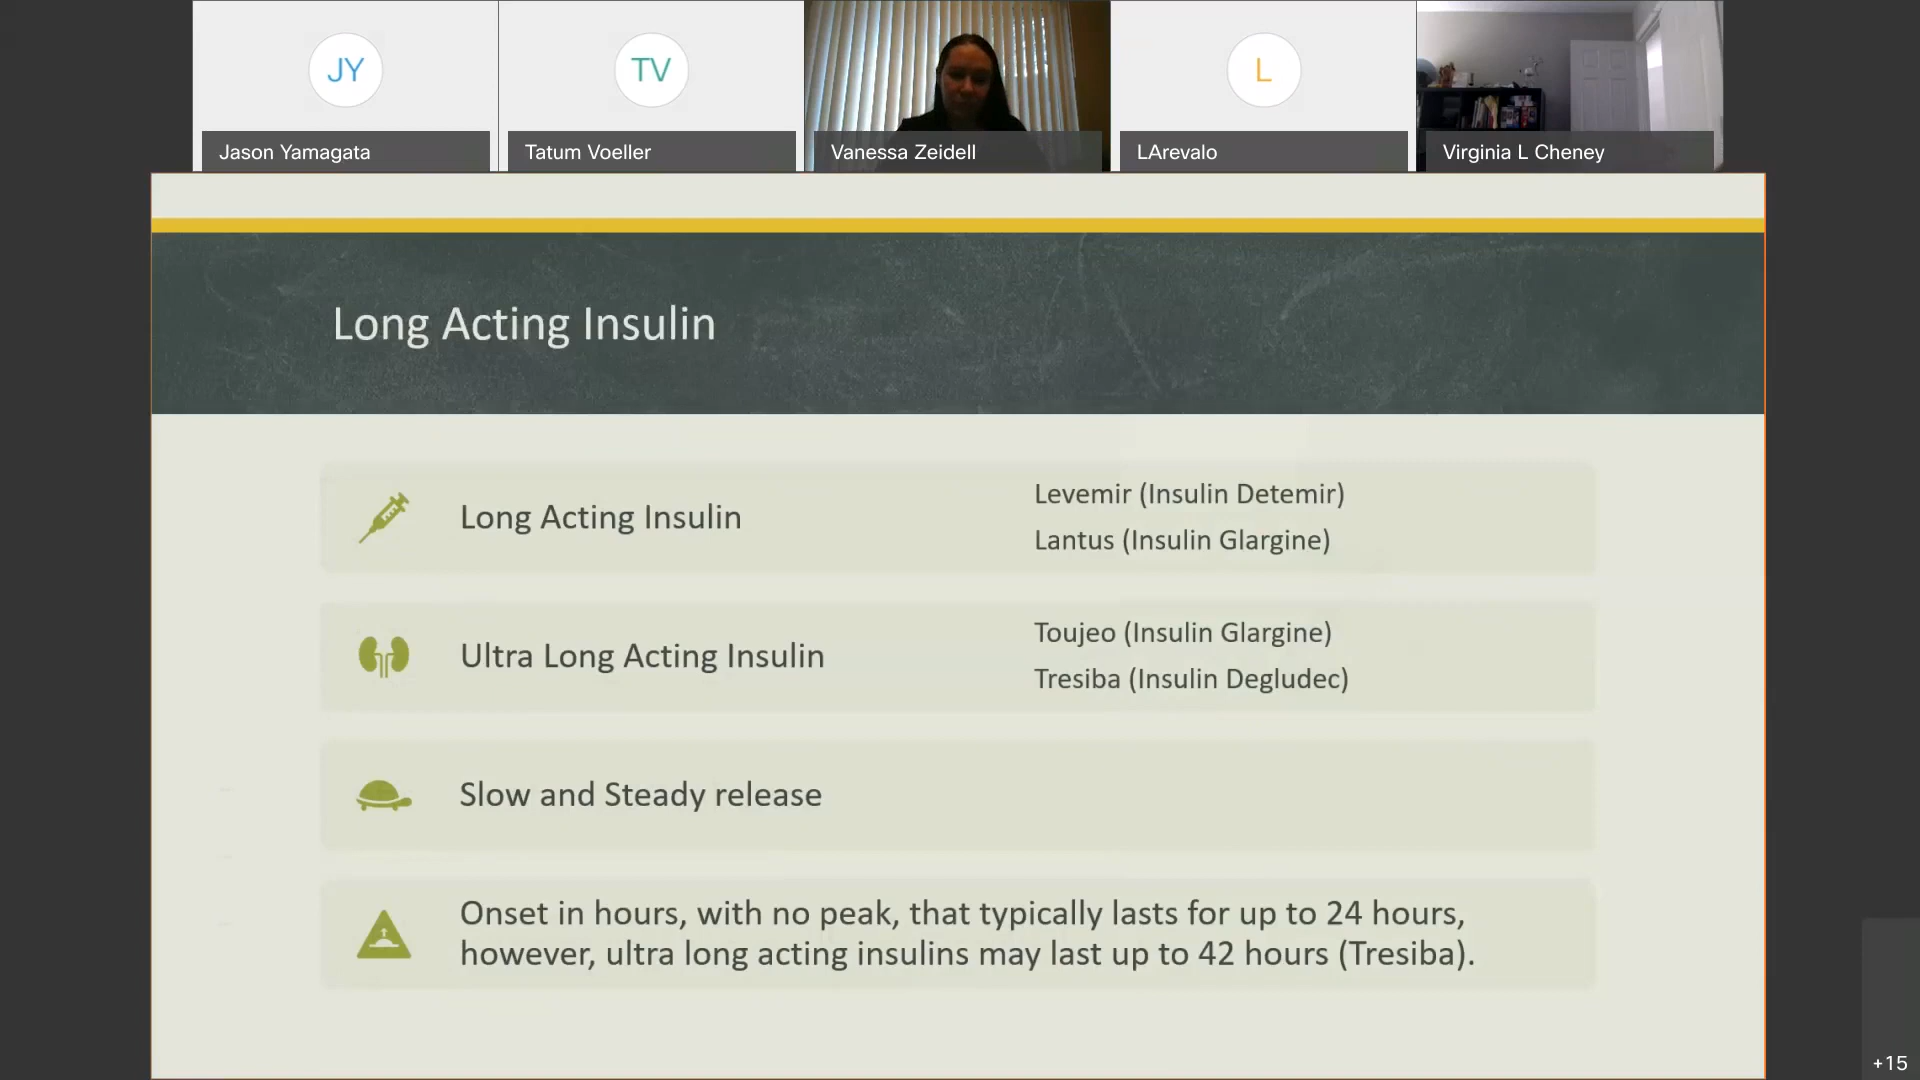 JY
TV
L
Jason Yamagata
Tatum Voeller
Vanessa Zeidell
LArevalo
Virginia L Cheney
Long Acting Insulin
Long Acting Insulin
Levemir (Insulin Detemir)
Lantus (Insulin Glargine)
Ultra Long Acting Insulin
Toujeo (Insulin Glargine)
Tresiba (Insulin Degludec)
Slow and Steady release
Onset in hours, with no peak, that typically lasts for up to 24 hours,
however, ultra long acting insulins may last up to 42 hours (Tresiba).
+15